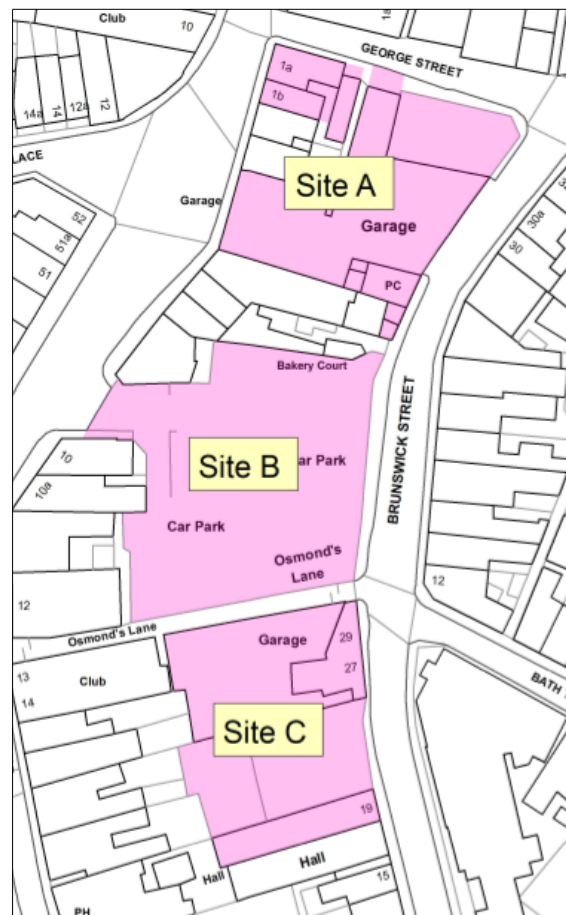 Club
10
1a
GEORGE STREET
14a
14
12a
12
1a
1b
LACE
Garage
Site A
Garage
52
51a
51
30a
30
PC
Bakery Court
BRUNSWICK STREET
Site B
ar Park
10
10a
Car Park
Osmond's
Lane
12
12
Osmond's Lane
Garage
29
27
BATH
13
14
Club
Site C
19
Hall
Hall
15
PH